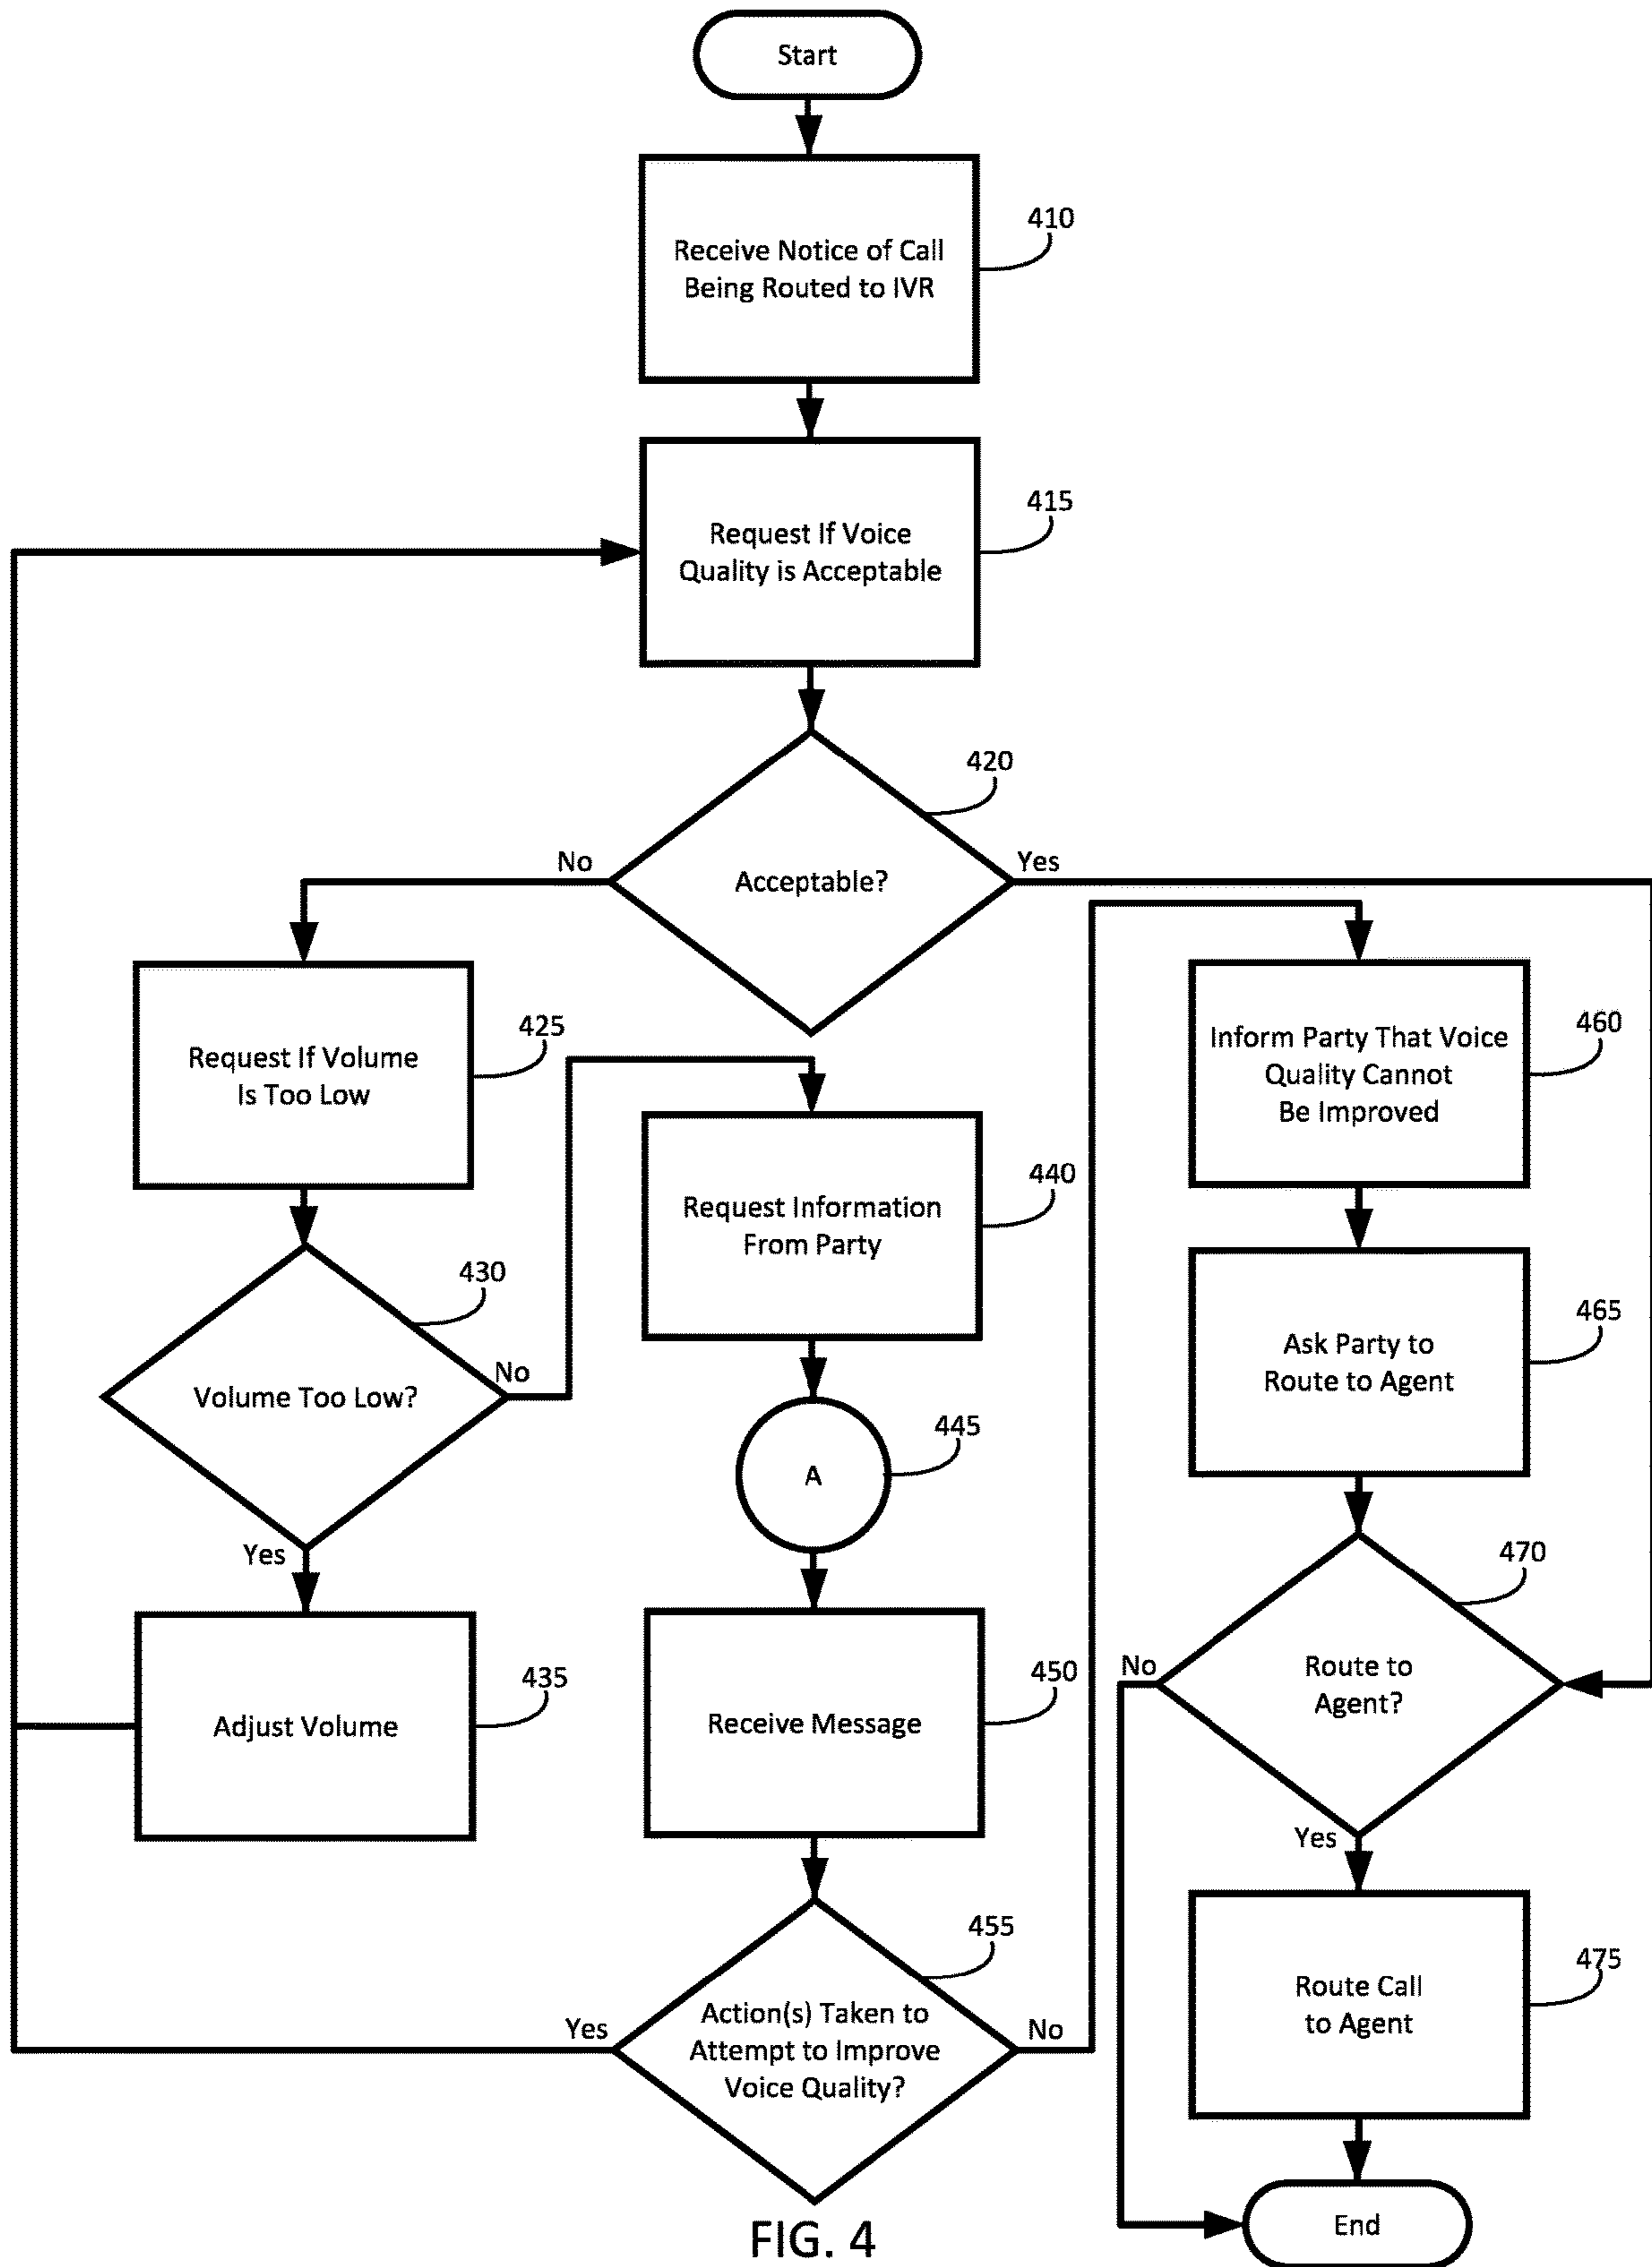 Start
Receive Notice of Call
Being Routed to IVR
410
Request If Voice
Quality is Acceptable
415
Acceptable?
420
No
Yes
Request If Volume
Is Too Low
425
Volume Too Low?
430
No
Yes
Adjust Volume
435
Request Information
From Party
440
A
445
Receive Message
450
Action(s) Taken to
Attempt to Improve
Voice Quality?
455
Yes
No
Inform Party That Voice
Quality Cannot
Be Improved
460
Ask Party to
Route to Agent
465
Route to
Agent?
470
No
Yes
Route Call
to Agent
475
End
FIG. 4